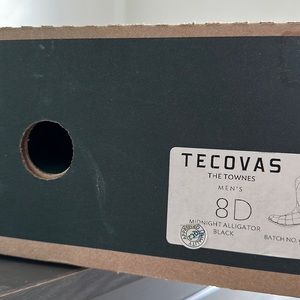 TECOVAS
THE TOWNES
MEN'S
8D
MIDNIGHT ALLIGATOR
BLACK
BATCH NO.